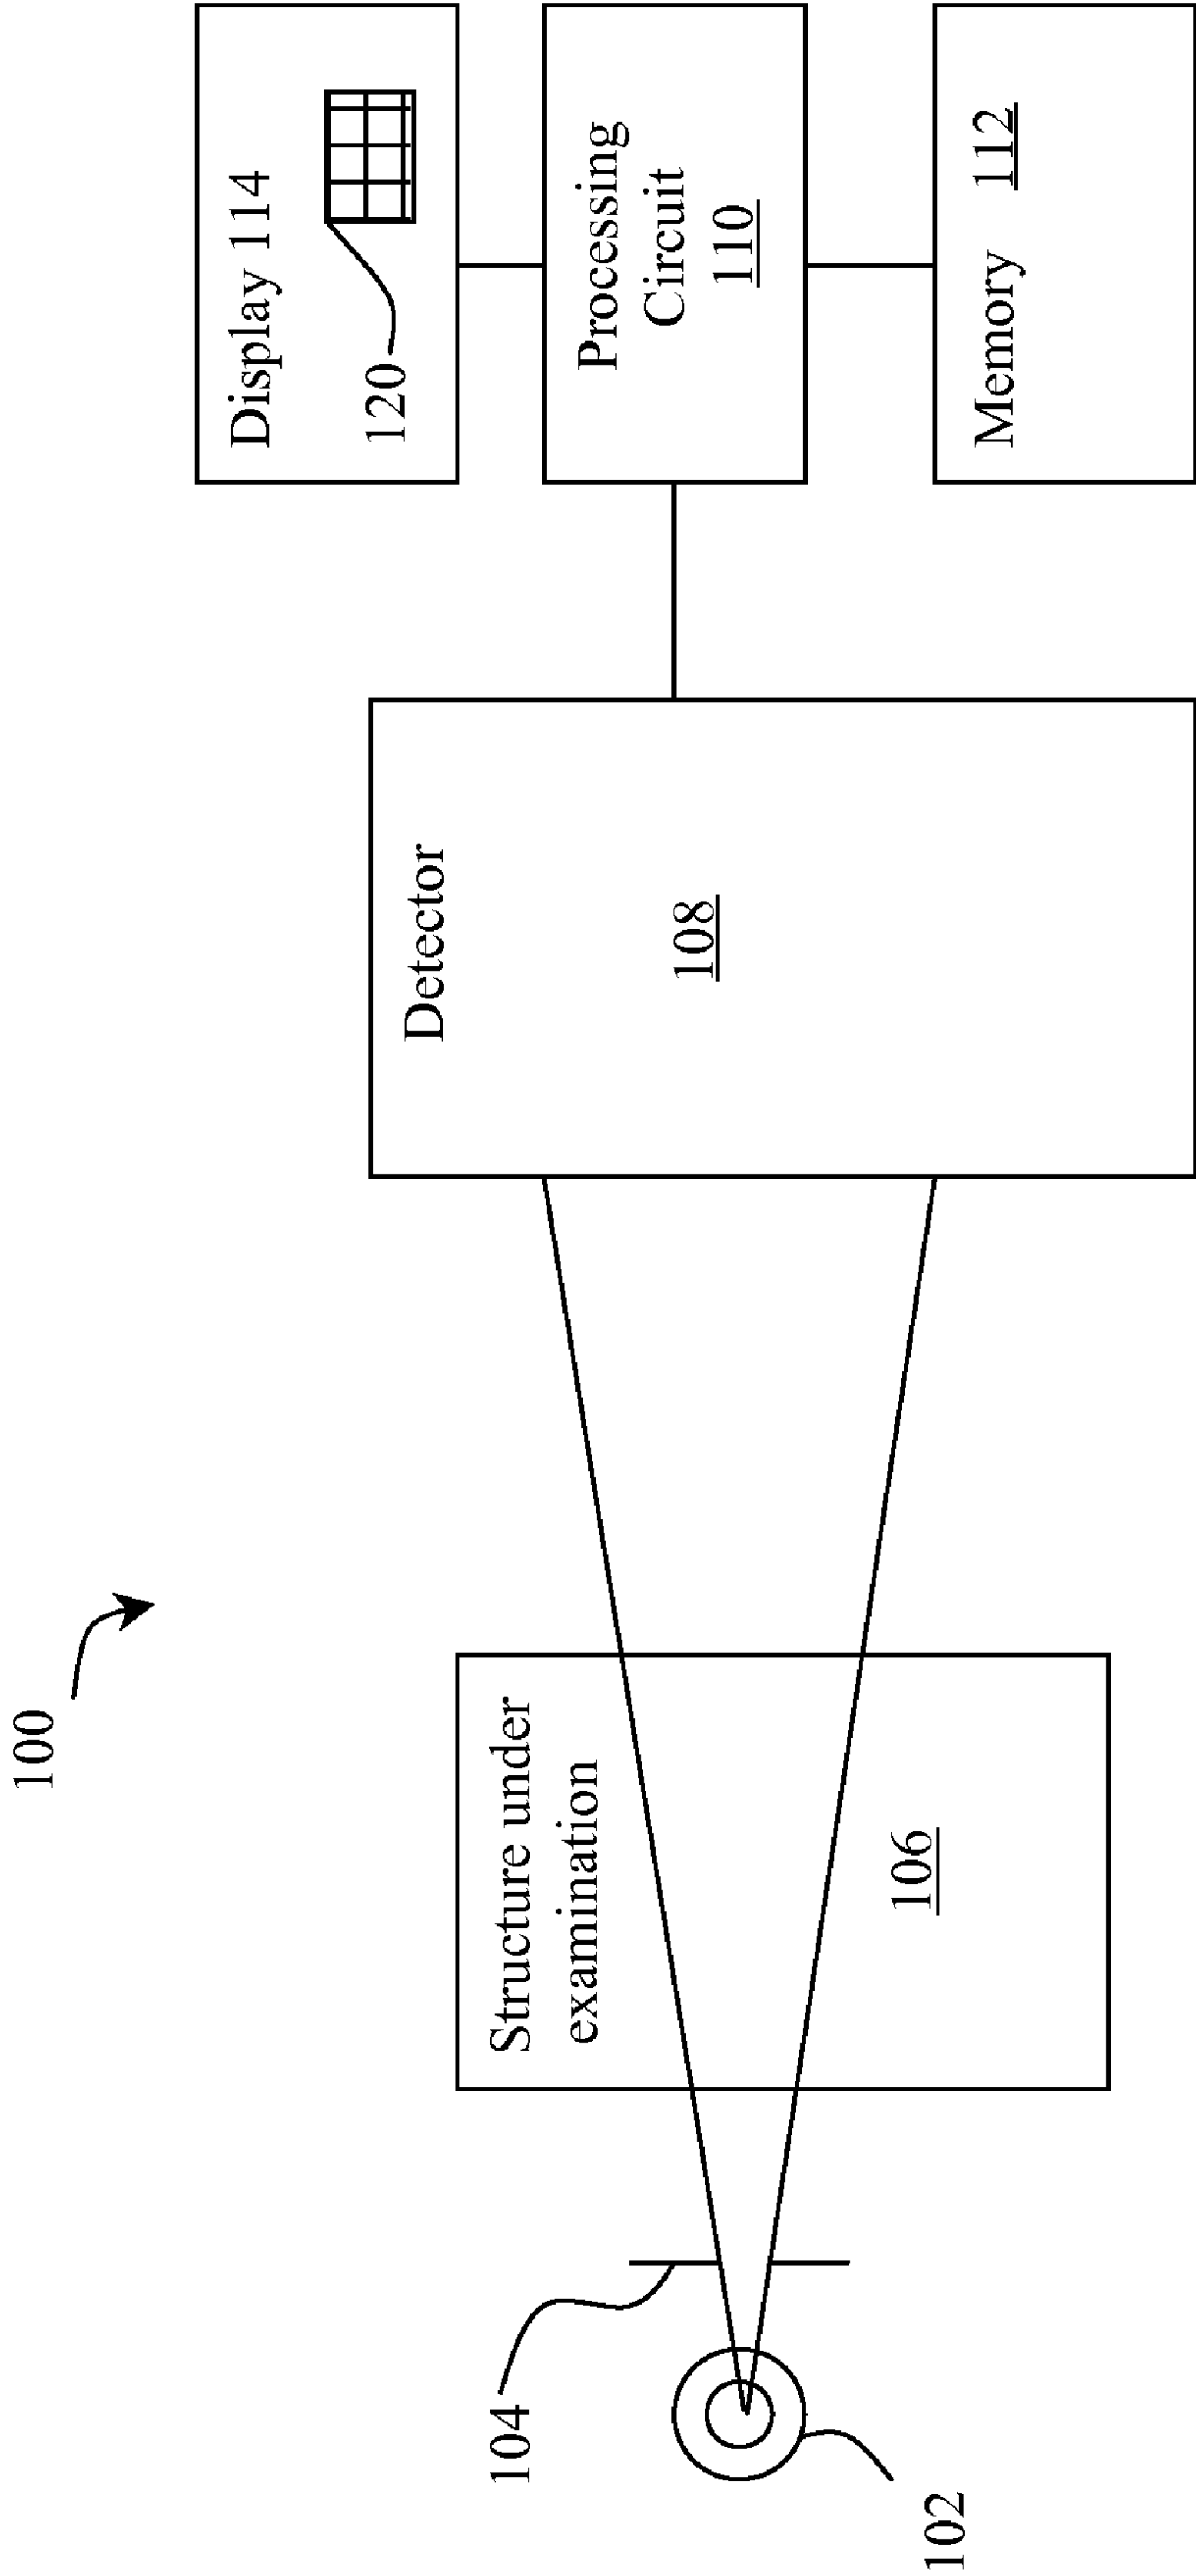 100
Display 114
120
Processing
Circuit
110
Memory 112
Detector
108
Structure under
examination
106
104
102